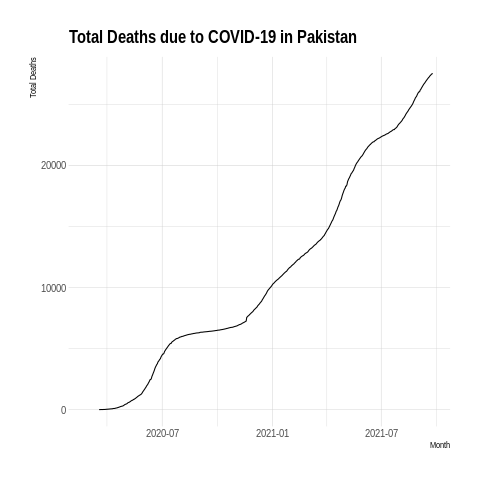 Total Deaths due to COVID-19 in Pakistan
Total Deaths
20000
10000
0
2020-07 2021-01 2021-07
Month